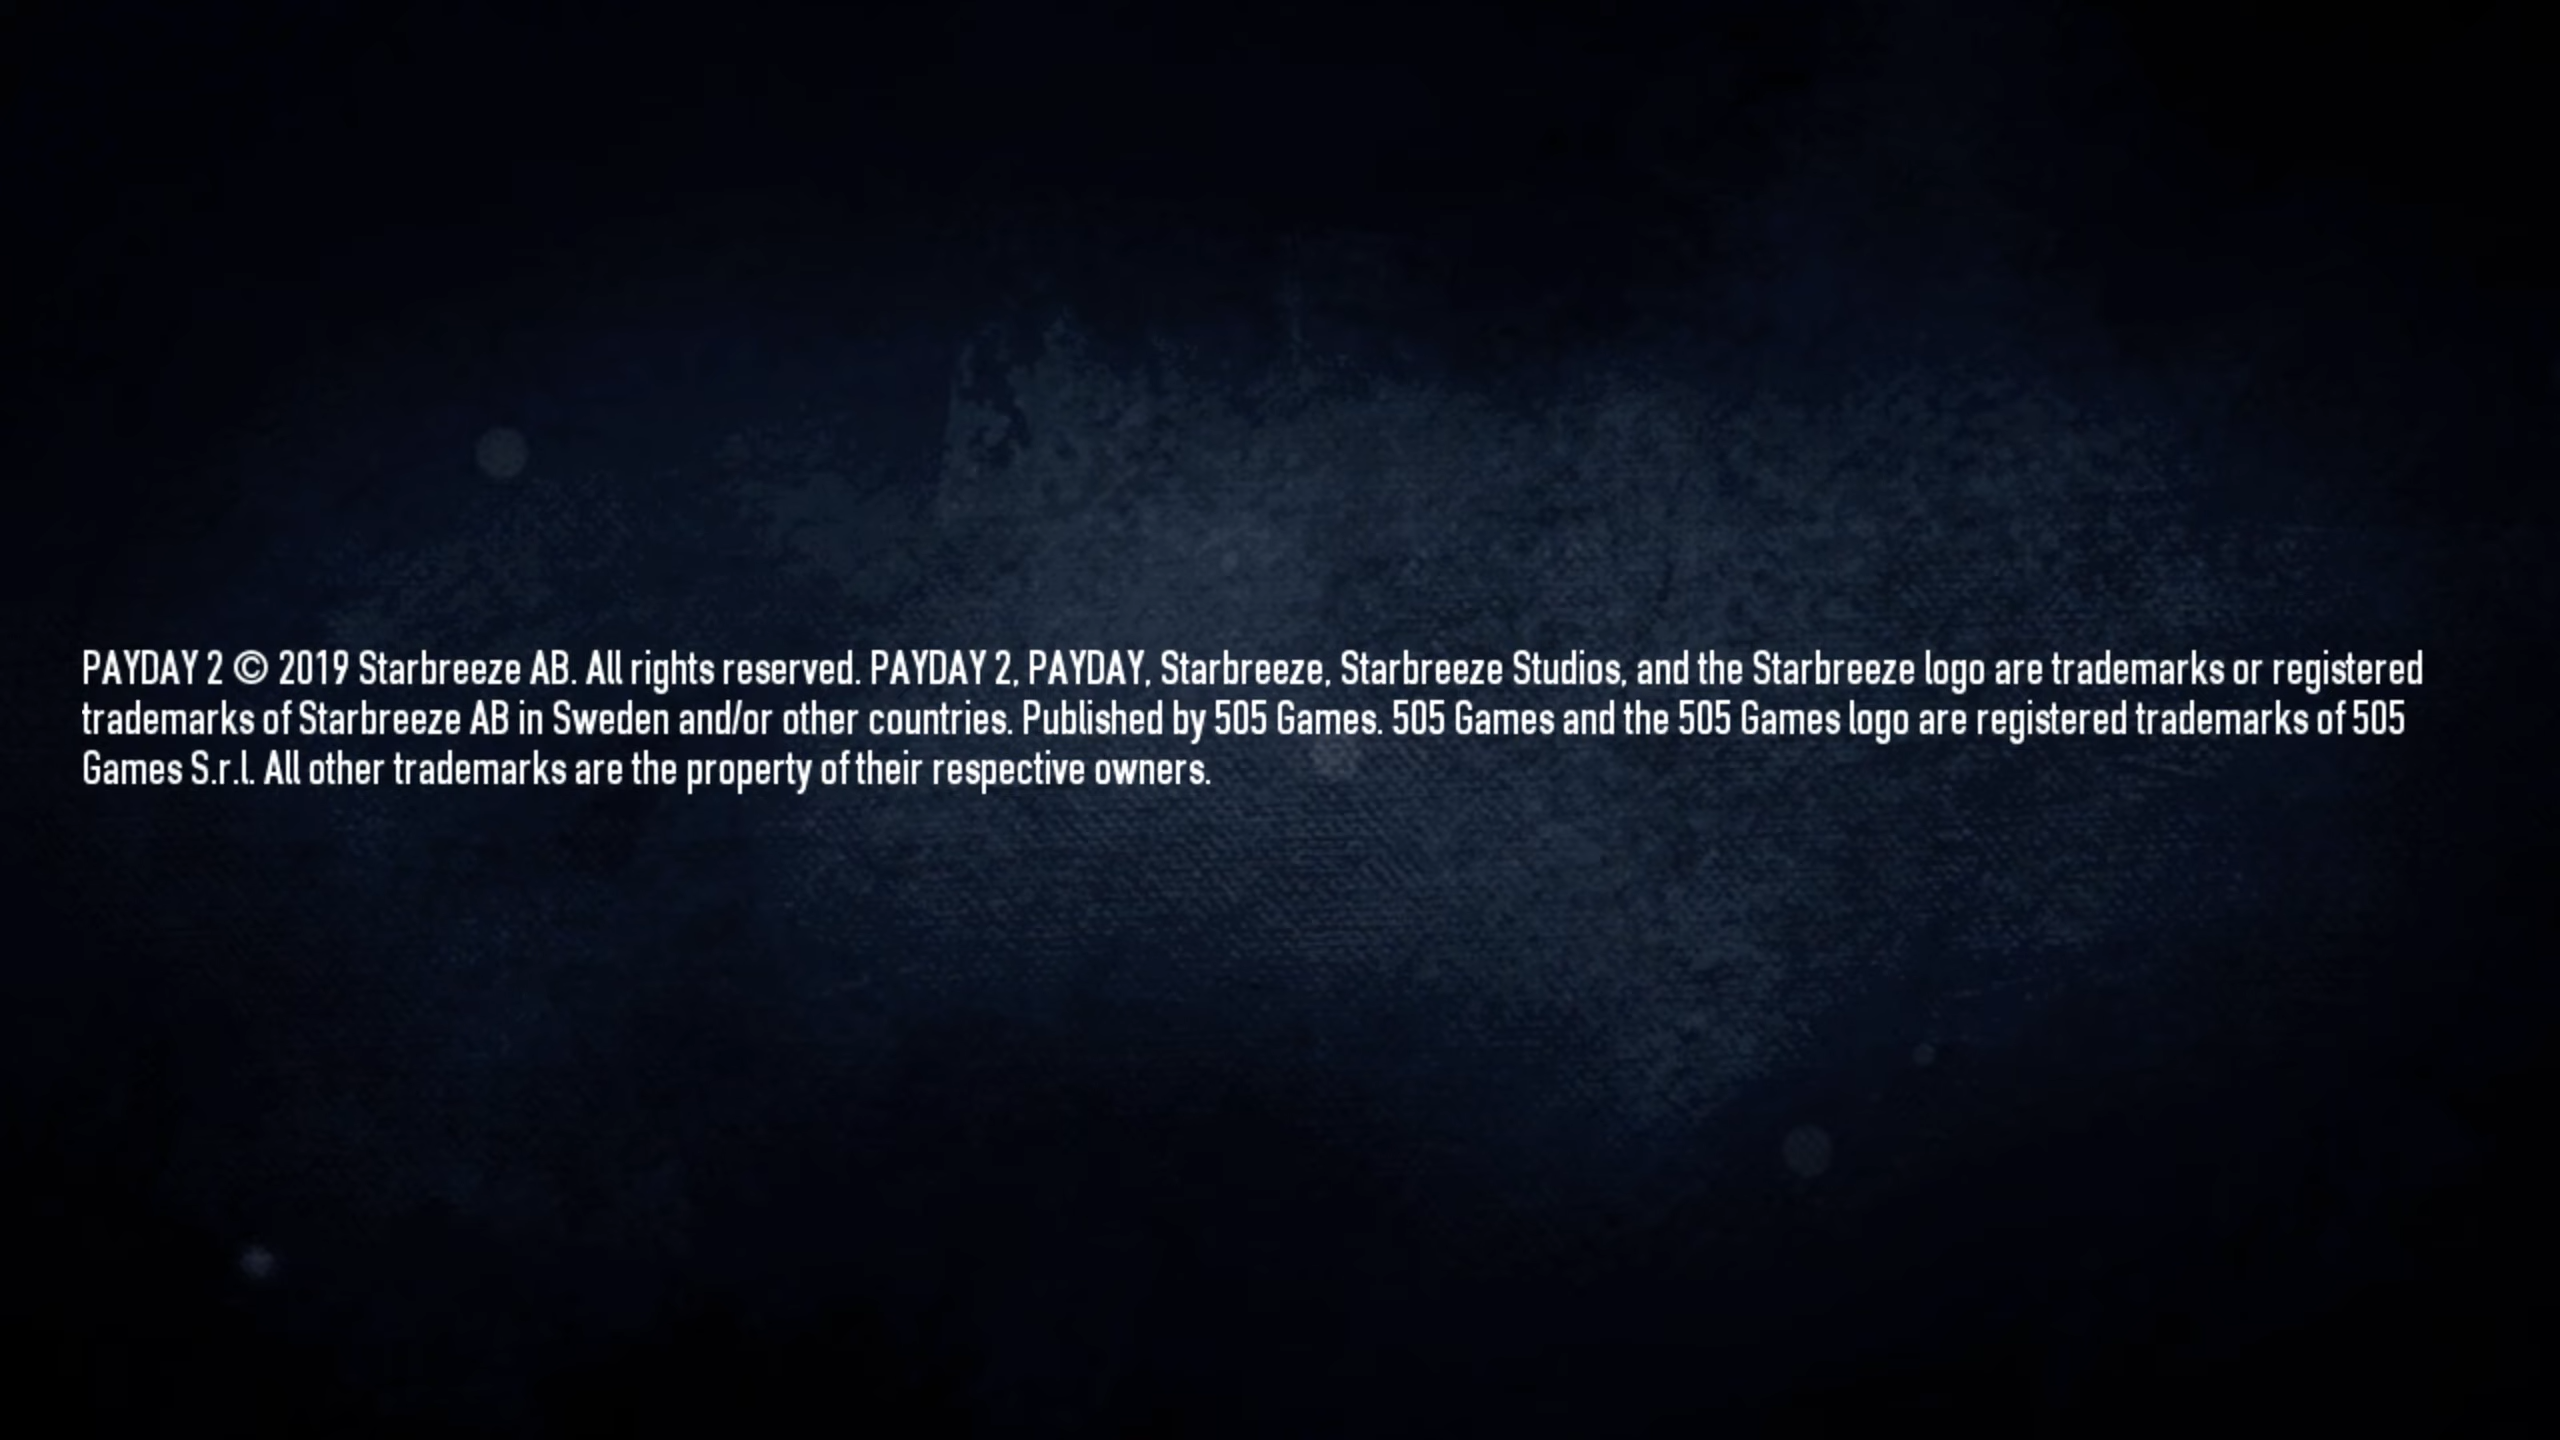 PAYDAY 2 © 2019 Starbreeze AB. All rights reserved. PAYDAY 2, PAYDAY, Starbreeze, Starbreeze Studios, and the Starbreeze logo are trademarks or registered
trademarks of Starbreeze AB in Sweden and/or other countries. Published by 505 Games. 505 Games and the 505 Games logo are registered trademarks of 505
Games S.r.l. All other trademarks are the property of their respective owners.